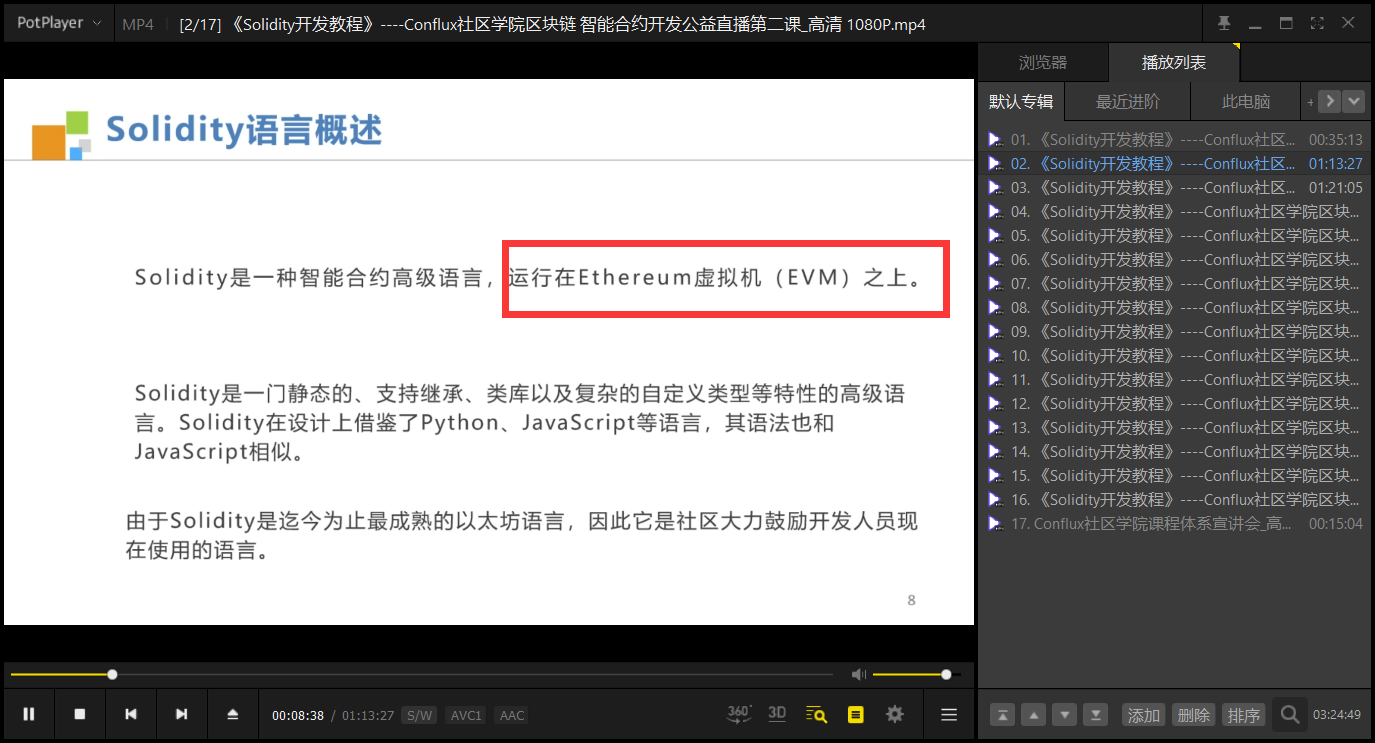 PotPlayer MP4 [2/17] 《Solidity开发教程》----Conflux社区学院区块链 智能合约开发公益直播第二课_高清 1080P.mp4
Solidity语言概述
Solidity是一种智能合约高级语言，运行在Ethereum虚拟机（EVM）之上。
Solidity是一门静态的、支持继承、类库以及复杂的自定义类型等特性的高级语
言。Solidity在设计上借鉴了Python、JavaScript等语言，其语法也和
JavaScript相似。
由于Solidity是迄今为止最成熟的以太坊语言，因此它是社区大力鼓励开发人员现
在使用的语言。
8
00:08:38 / 01:13:27 S/W AVC1 AAC
360° 3D
浏览器 播放列表
默认专辑 最近进阶 此电脑 +
01. 《Solidity开发教程》----Conflux社区... 00:35:13
02. 《Solidity开发教程》----Conflux社区... 01:13:27
03. 《Solidity开发教程》----Conflux社区... 01:21:05
04. 《Solidity开发教程》----Conflux社区学院区块...
05. 《Solidity开发教程》----Conflux社区学院区块...
06. 《Solidity开发教程》----Conflux社区学院区块...
07. 《Solidity开发教程》----Conflux社区学院区块...
08. 《Solidity开发教程》----Conflux社区学院区块...
09. 《Solidity开发教程》----Conflux社区学院区块...
10. 《Solidity开发教程》----Conflux社区学院区块...
11. 《Solidity开发教程》----Conflux社区学院区块...
12. 《Solidity开发教程》----Conflux社区学院区块...
13. 《Solidity开发教程》----Conflux社区学院区块...
14. 《Solidity开发教程》----Conflux社区学院区块...
15. 《Solidity开发教程》----Conflux社区学院区块...
16. 《Solidity开发教程》----Conflux社区学院区块...
17. Conflux社区学院课程体系宣讲会_高... 00:15:04
添加 删除 排序 03:24:49